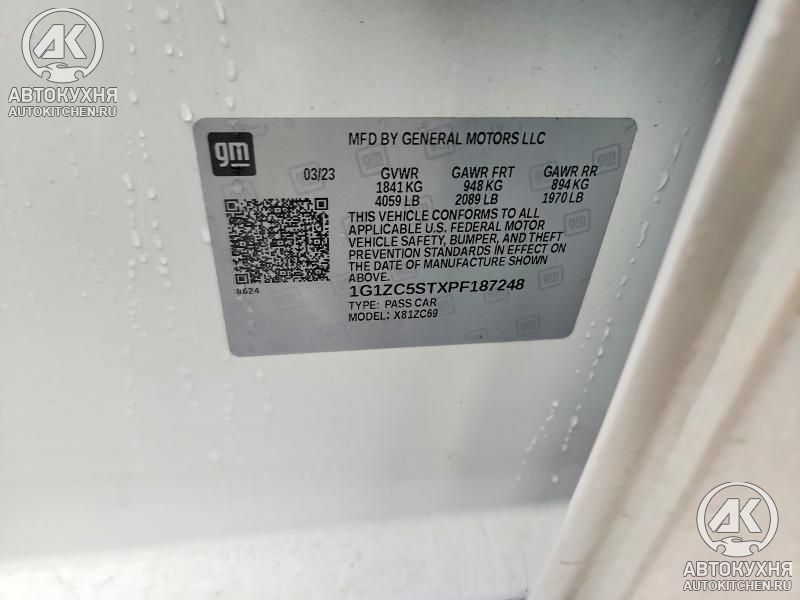 AK
АВТОКУХНЯ
AUTOKITCHEN.RU
gm
MFD BY GENERAL MOTORS LLC
03/23 GVWR GAWR FRT GAWR RR
1841 KG 948 KG 894 KG
4059 LB 2089 LB 1970 LB
THIS VEHICLE CONFORMS TO ALL
APPLICABLE U.S. FEDERAL MOTOR
VEHICLE SAFETY, BUMPER, AND THEFT
PREVENTION STANDARDS IN EFFECT ON
THE DATE OF MANUFACTURE SHOWN
ABOVE.
8624
1G1ZC5STXPF187248
TYPE: PASS CAR
MODEL: X81ZC69
AK
АВТОКУХНЯ
AUTOKITCHEN.RU